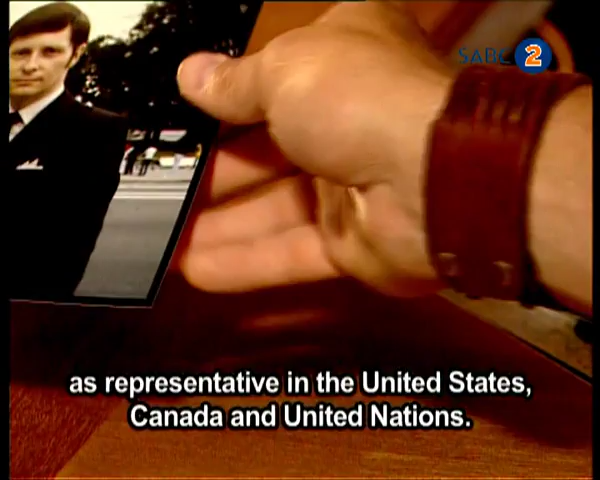 SABC 2
as representative in the United States,
Canada and United Nations.